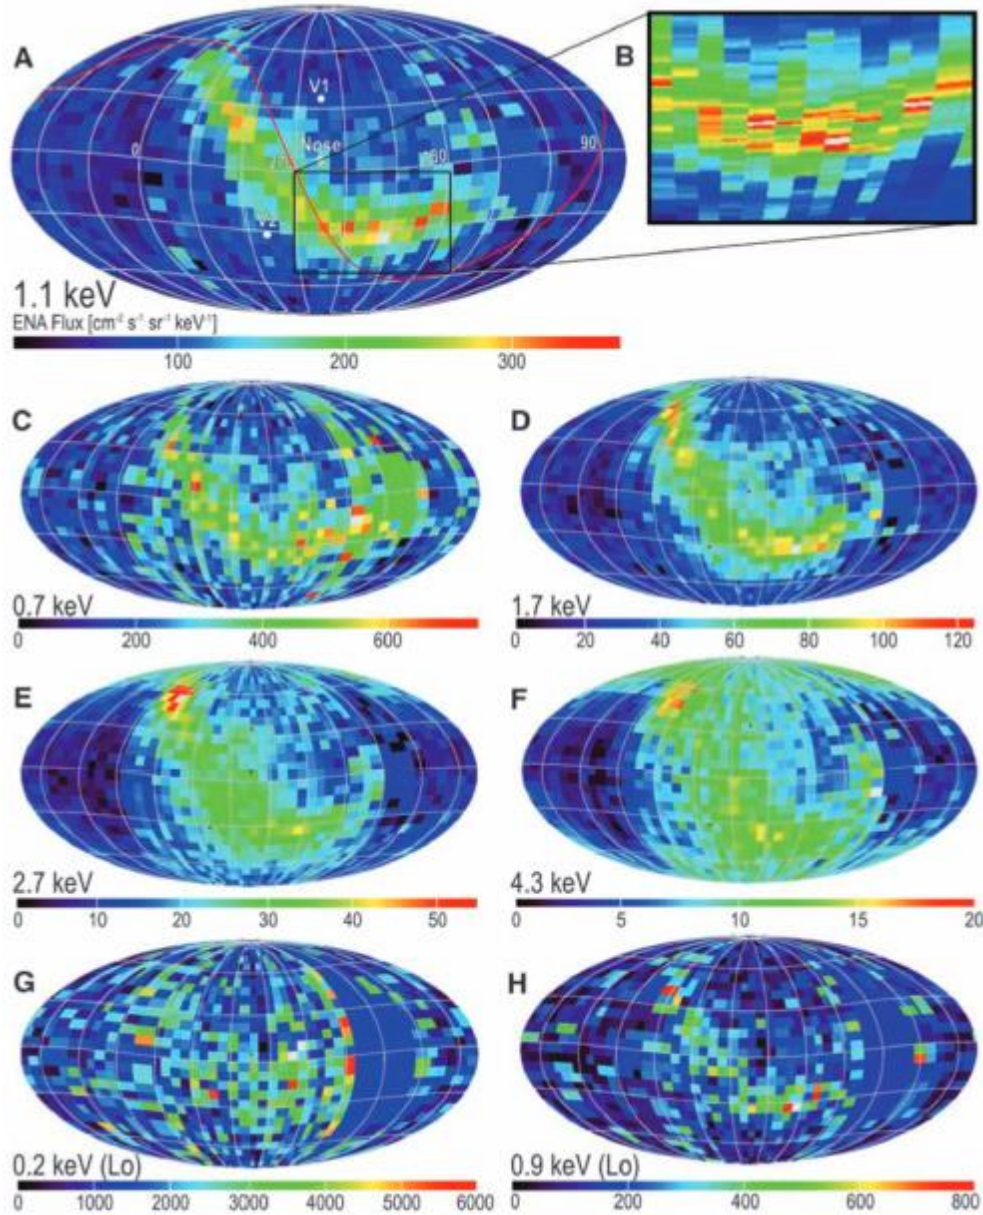 A
B
V1
0
Nose
90
V2
1.1 keV
ENA Flux [cm⁻² s⁻¹ sr⁻¹ keV⁻¹]
100 200 300
C
D
0.7 keV
0 200 400 600
1.7 keV
0 20 40 60 80 100 120
E
F
2.7 keV
0 10 20 30 40 50
4.3 keV
0 5 10 15 20
G
H
0.2 keV (Lo)
0 1000 2000 3000 4000 5000 6000
0.9 keV (Lo)
0 200 400 600 800